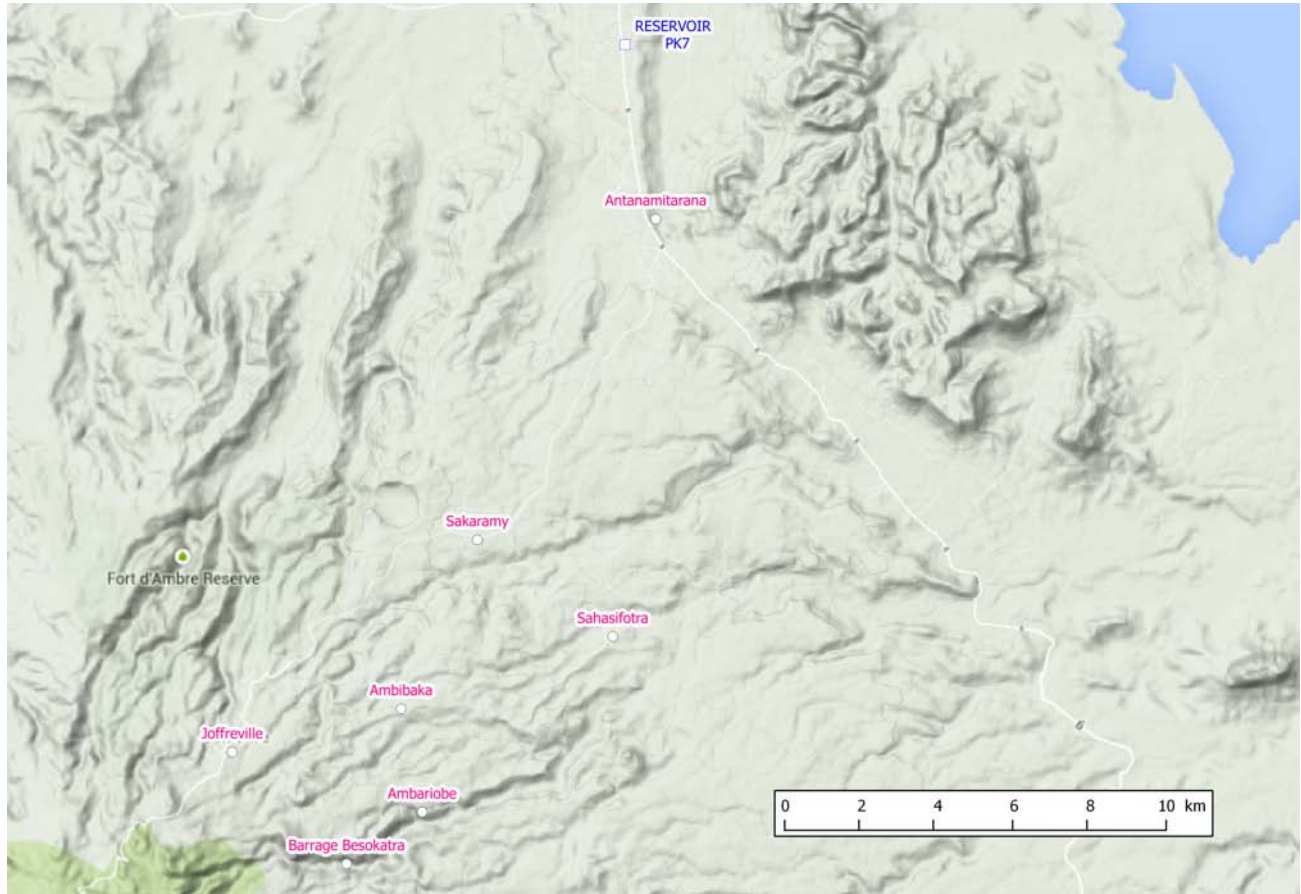 RESERVOIR
PK7
Antanamitarana
Sakaramy
Fort d'Ambre Reserve
Sahasifotra
Ambibaka
Joffreville
Ambariobe
Barrage Besokatra
0 2 4 6 8 10 km
6